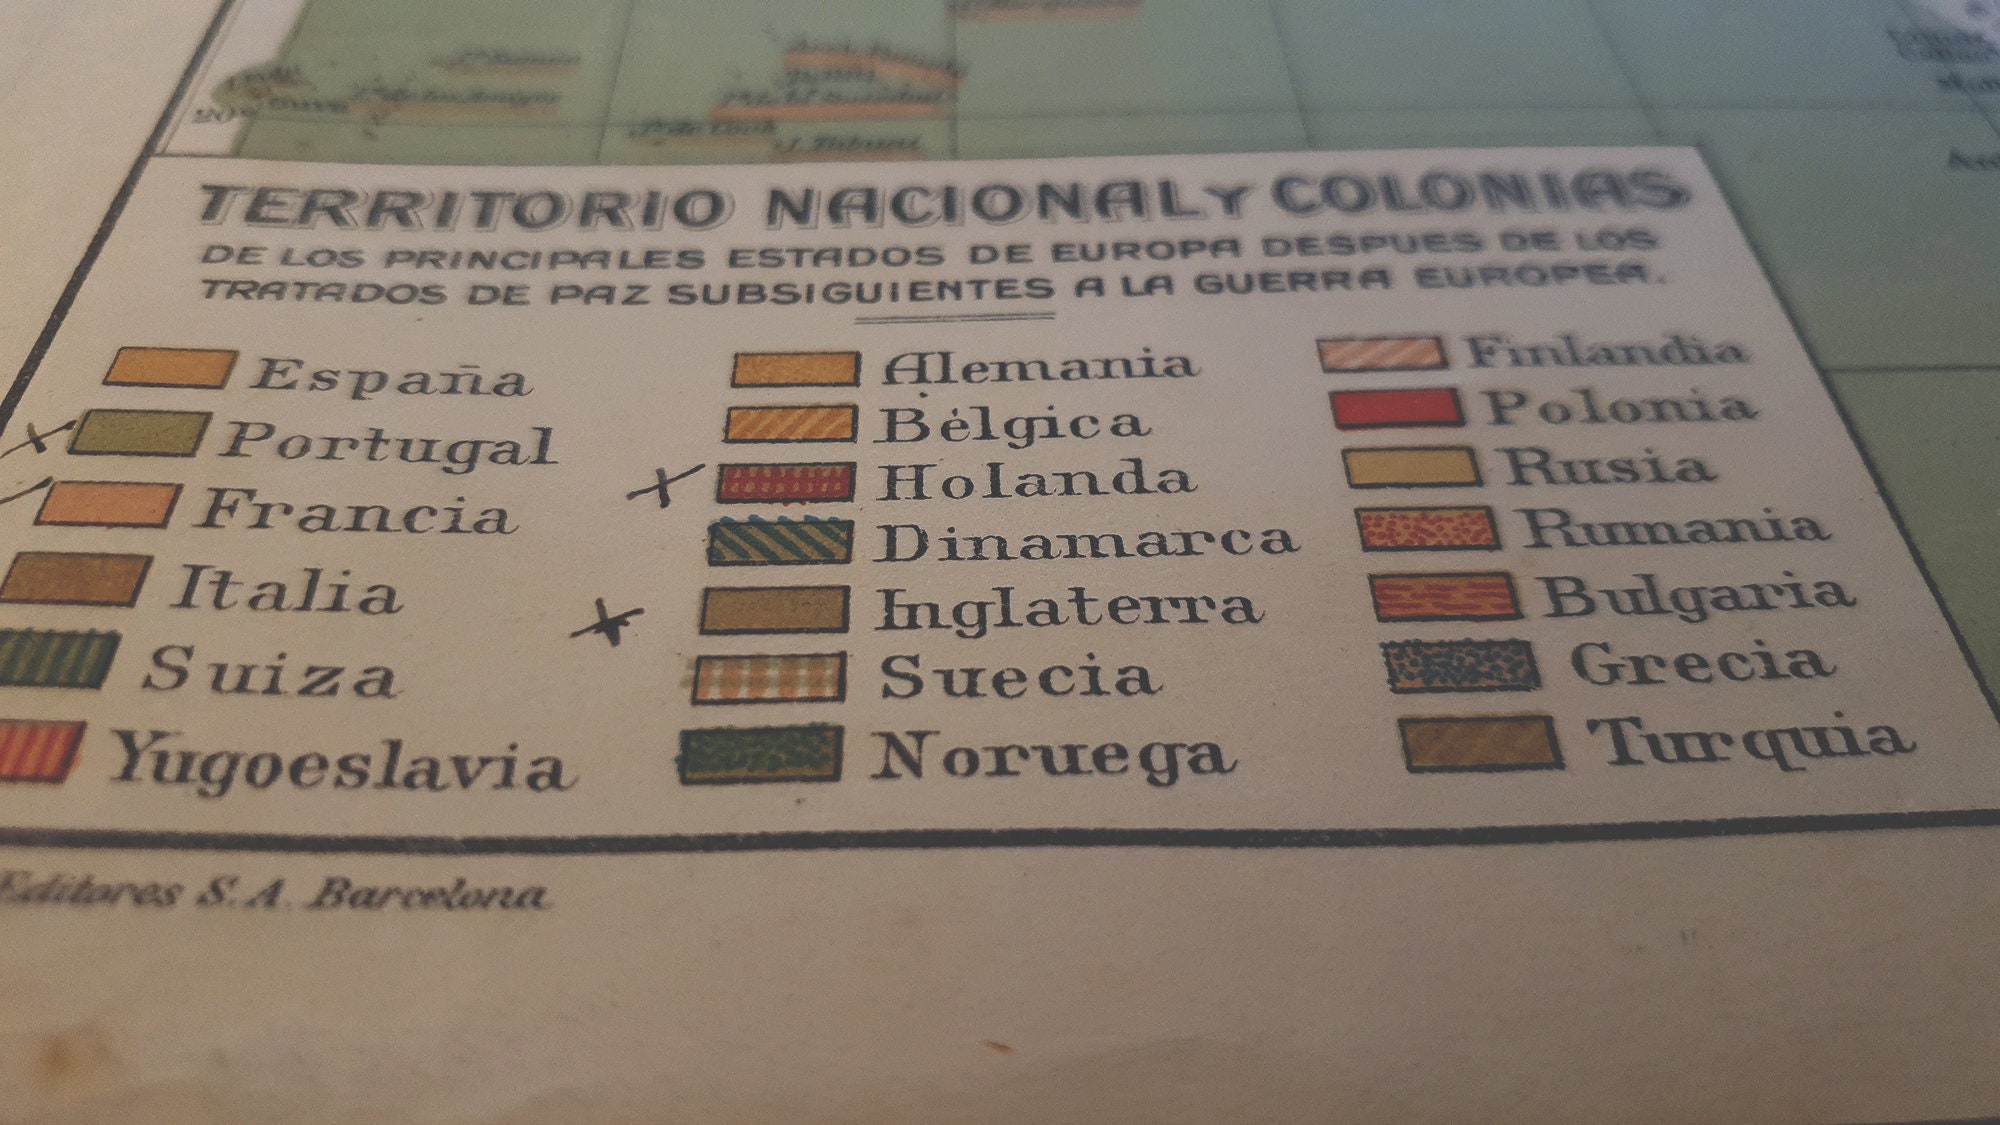 TERRITORIO NACIONAL Y COLONIAS
DE LOS PRINCIPALES ESTADOS DE EUROPA DESPUES DE LOS
TRATADOS DE PAZ SUBSIGUIENTES A LA GUERRA EUROPEA.
España
Portugal
Francia
Italia
Suiza
Yugoeslavia
Alemania
Bélgica
Holanda
Dinamarca
Inglaterra
Suecia
Noruega
Finlandia
Polonia
Rusia
Rumania
Bulgaria
Grecia
Turquia
Editores S. A. Barcelona